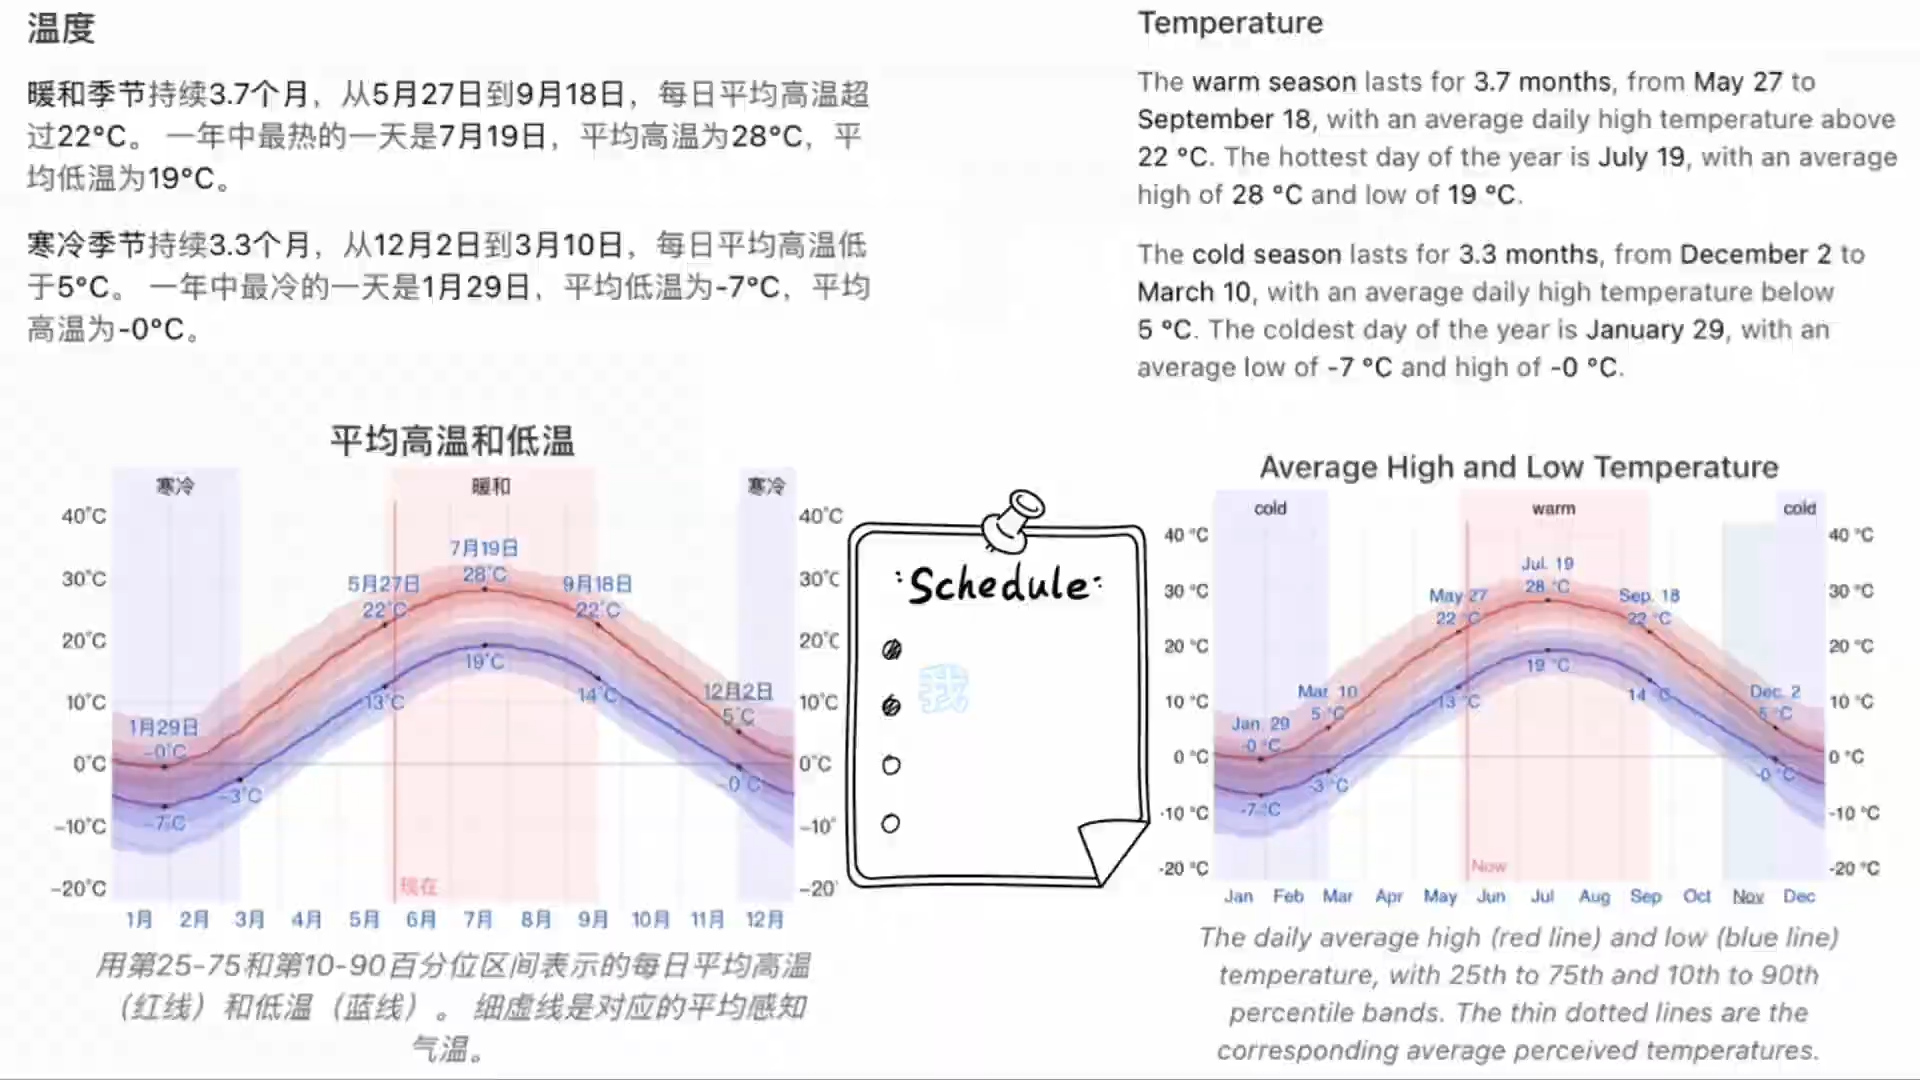 温度
暖和季节持续3.7个月，从5月27日到9月18日，每日平均高温超
过22°C。 一年中最热的一天是7月19日，平均高温为28°C，平
均低温为19°C。
寒冷季节持续3.3个月，从12月2日到3月10日，每日平均高温低
于5°C。 一年中最冷的一天是1月29日，平均低温为-7°C，平均
高温为-0°C。
平均高温和低温
寒冷
暖和
寒冷
40°C
40°C
30°C
30°C
20°C
20°C
10°C
10°C
0°C
0°C
-10°C
-10°
-20°C
-20°
7月19日
28°C
5月27日
22°C
9月18日
22°C
19°C
13°C
14°C
12月2日
5°C
1月29日
-0°C
-3°C
-0°C
-7°C
现在
1月 2月 3月 4月 5月 6月 7月 8月 9月 10月 11月 12月
用第25-75和第10-90百分位区间表示的每日平均高温
（红线）和低温（蓝线）。 细虚线是对应的平均感知
气温。
Schedule
我
Temperature
The warm season lasts for 3.7 months, from May 27 to
September 18, with an average daily high temperature above
22 °C. The hottest day of the year is July 19, with an average
high of 28 °C and low of 19 °C.
The cold season lasts for 3.3 months, from December 2 to
March 10, with an average daily high temperature below
5 °C. The coldest day of the year is January 29, with an
average low of -7 °C and high of -0 °C.
Average High and Low Temperature
cold
warm
cold
40 °C
40 °C
30 °C
30 °C
20 °C
20 °C
10 °C
10 °C
0 °C
0 °C
-10 °C
-10 °C
-20 °C
-20 °C
Jul. 19
28 °C
May 27
22 °C
Sep. 18
22 °C
19 °C
13 °C
14 °C
Mar. 10
5 °C
Dec. 2
5 °C
Jan. 29
-0 °C
-3 °C
-0 °C
-7 °C
Now
Jan Feb Mar Apr May Jun Jul Aug Sep Oct Nov Dec
The daily average high (red line) and low (blue line)
temperature, with 25th to 75th and 10th to 90th
percentile bands. The thin dotted lines are the
corresponding average perceived temperatures.